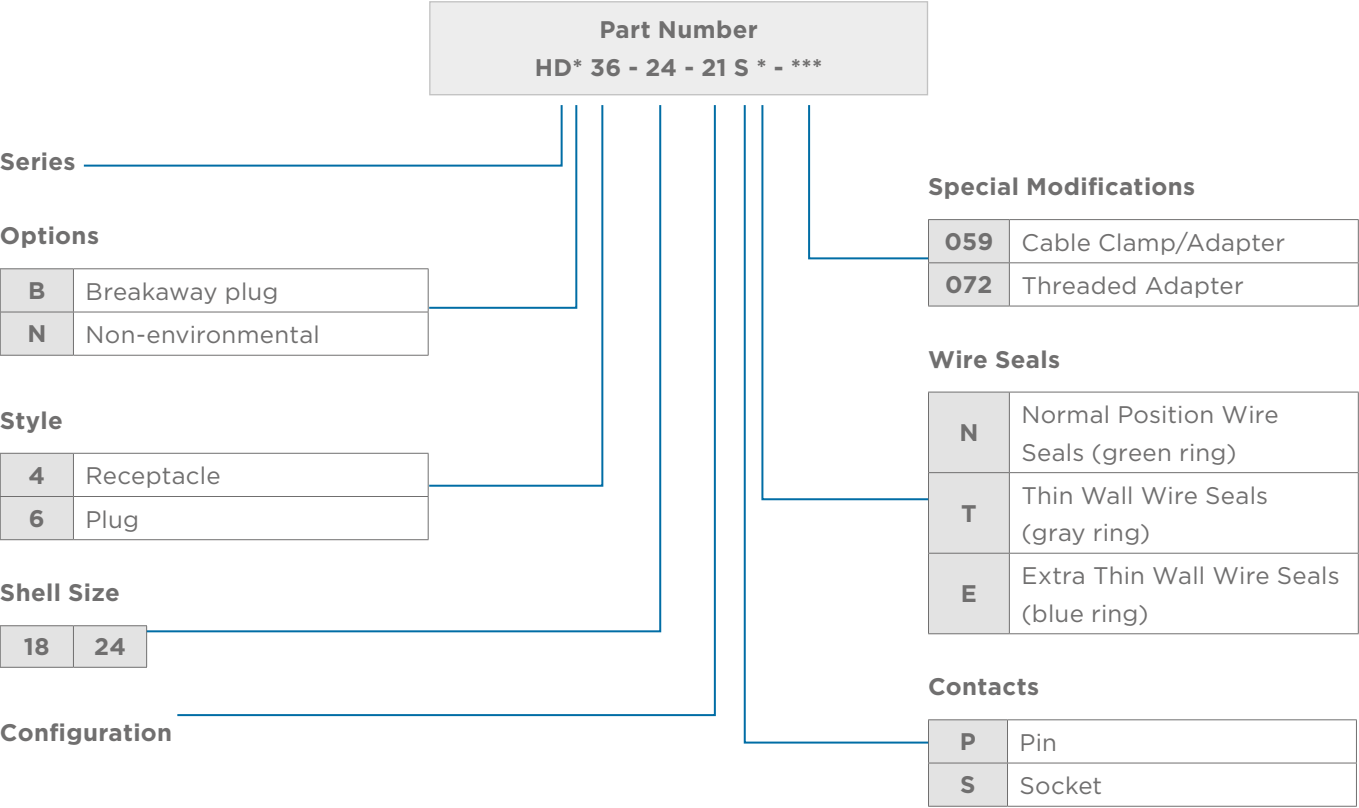 Part Number
HD* 36 - 24 - 21 S * - ***
Series
Options
B Breakaway plug
N Non-environmental
Style
4 Receptacle
6 Plug
Shell Size
18 24
Configuration
Special Modifications
059 Cable Clamp/Adapter
072 Threaded Adapter
Wire Seals
N Normal Position Wire
Seals (green ring)
T Thin Wall Wire Seals
(gray ring)
E Extra Thin Wall Wire Seals
(blue ring)
Contacts
P Pin
S Socket